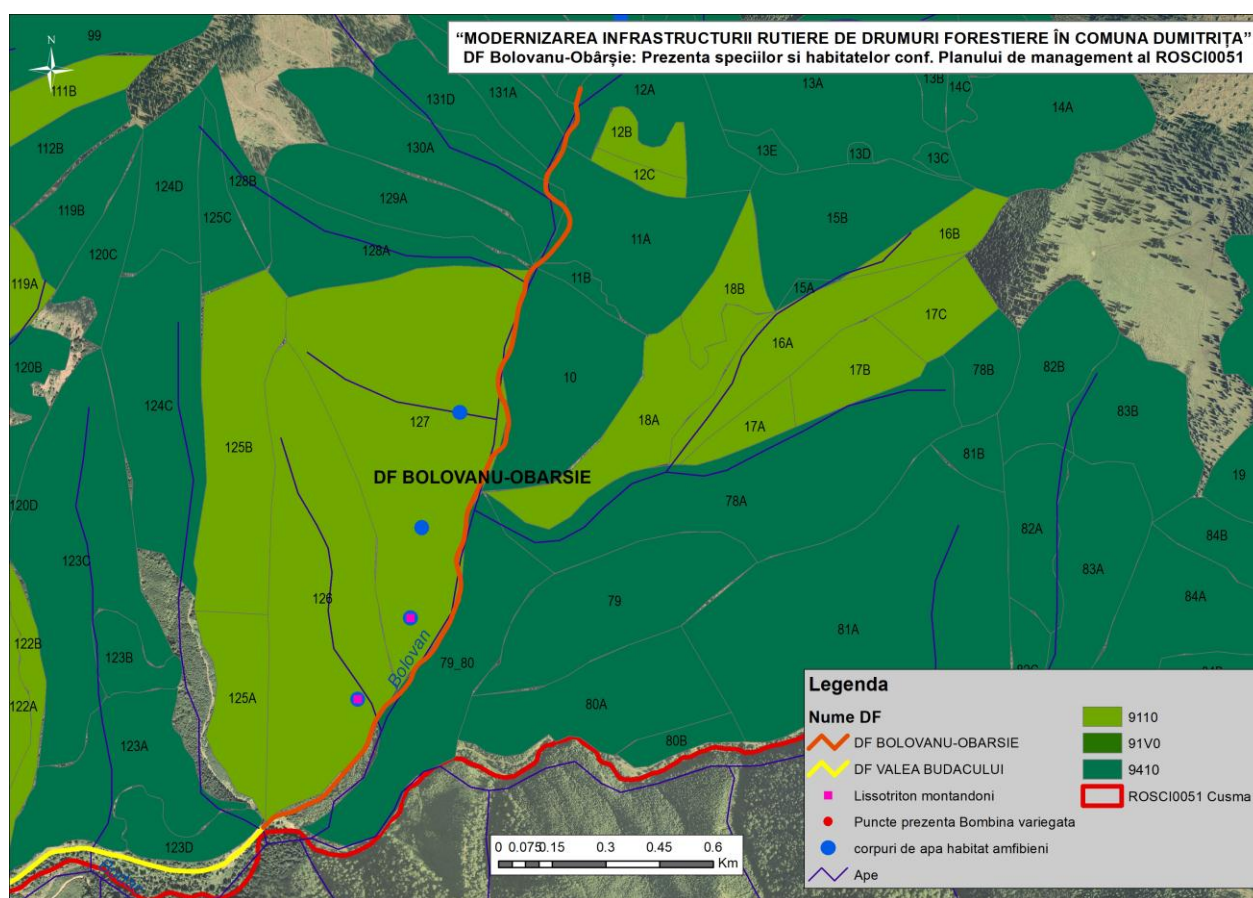 “MODERNIZAREA INFRASTRUCTURII RUTIERE DE DRUMURI FORESTIERE ÎN COMUNA DUMITRIȚA”
DF Bolovanu-Obârșie: Prezenta speciilor si habitatelor conf. Planului de management al ROSCI0051
N
99
111B
112B
131D
131A
12A
13A
13B
14C
14A
12B
12C
13E
13D
13C
130A
124D
128B
129A
119B
125C
120C
128A
11A
11B
15B
16B
119A
18B
15A
17C
16A
120B
124C
10
17B
78B
82B
83B
127
18A
17A
125B
81B
DF BOLOVANU-OBARSIE
19
120D
78A
82A
84B
123C
83A
126
79
84A
81A
122B
123B
Bolovan
79_80
125A
122A
80A
123A
80B
123D
0 0.075 0.15 0.3 0.45 0.6
Km
Legenda
Nume DF
DF BOLOVANU-OBARSIE
DF VALEA BUDACULUI
Lissotriton montandoni
Puncte prezenta Bombina variegata
corpuri de apa habitat amfibieni
Ape
9110
91V0
9410
ROSCI0051 Cusma